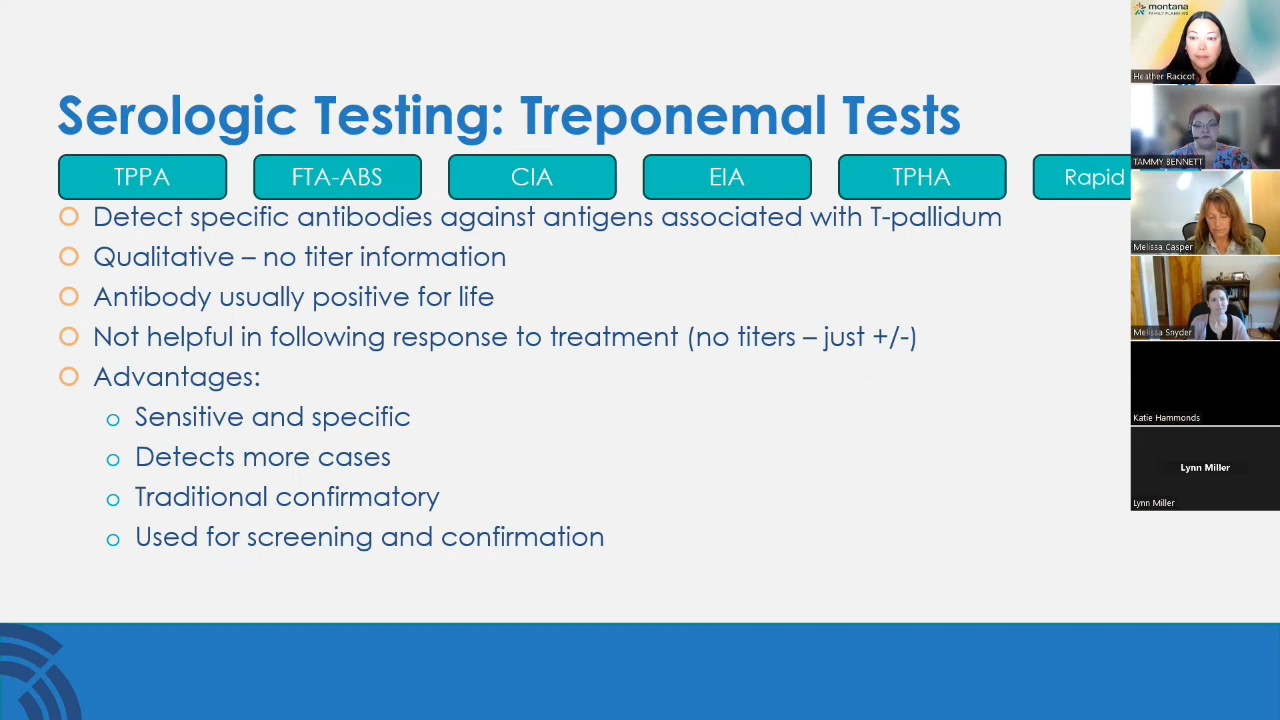 Serologic Testing: Treponemal Tests
TPPA
FTA-ABS
CIA
EIA
TPHA
Rapid
Detect specific antibodies against antigens associated with T-pallidum
Qualitative – no titer information
Antibody usually positive for life
Not helpful in following response to treatment (no titers – just +/-)
Advantages:
Sensitive and specific
Detects more cases
Traditional confirmatory
Used for screening and confirmation
montana
FAMILY PLANNING
Heather Racicot
TAMMY BENNETT
Melissa Casper
Melissa Snyder
Katie Hammonds
Lynn Miller
Lynn Miller